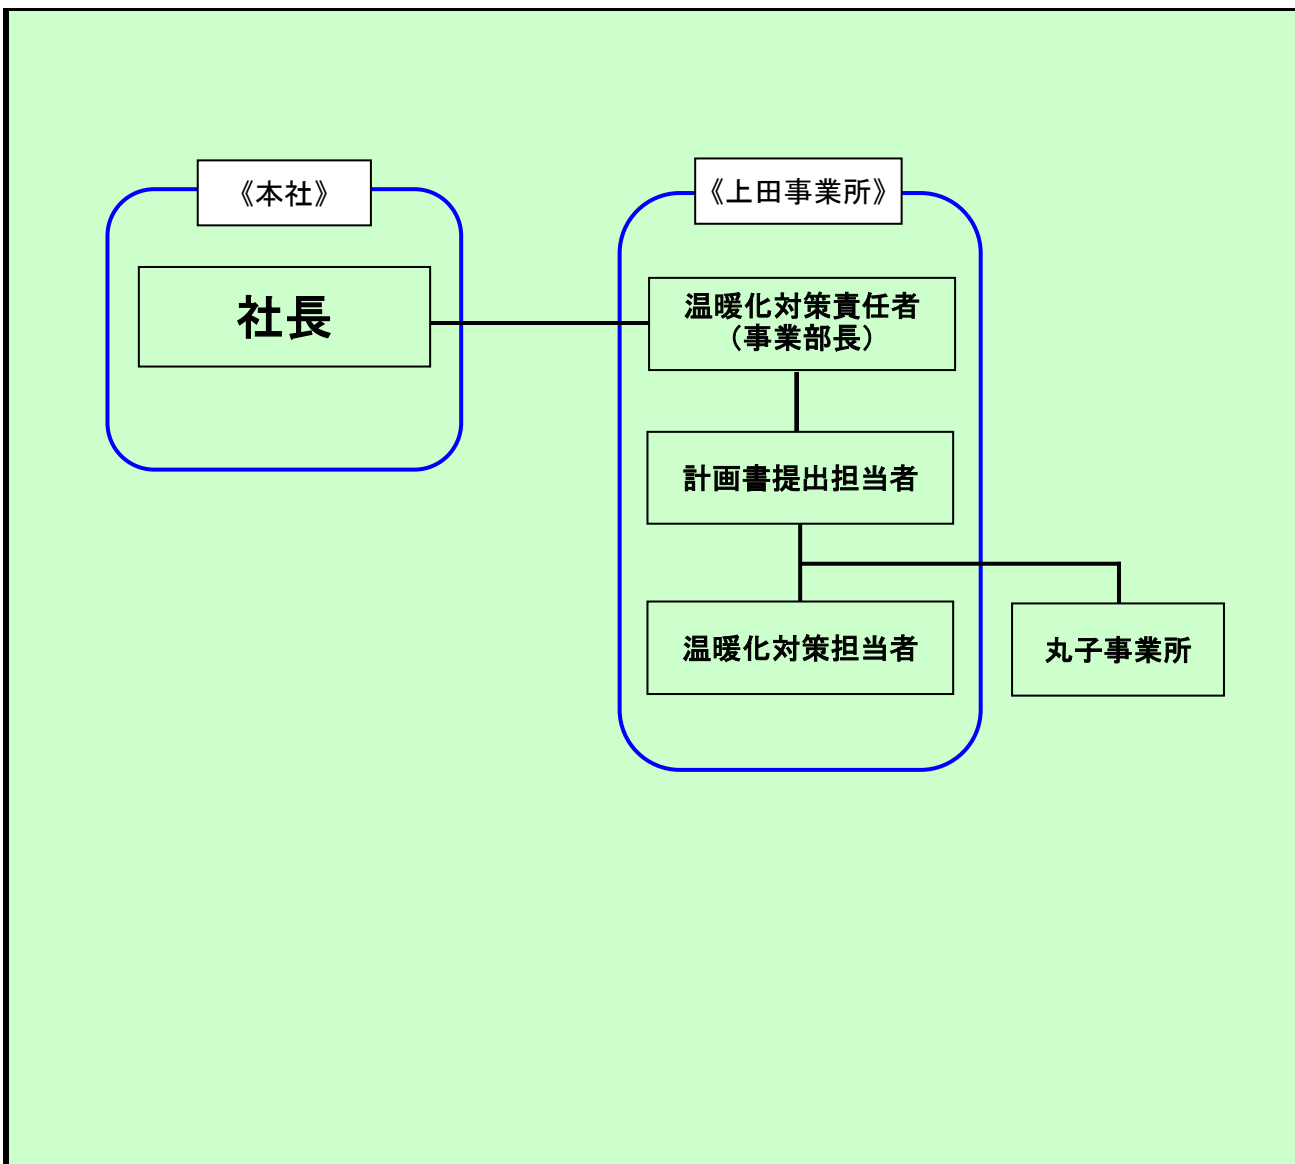 《本社》
社長
《上田事業所》
温暖化対策責任者
（事業部長）
計画書提出担当者
温暖化対策担当者
丸子事業所